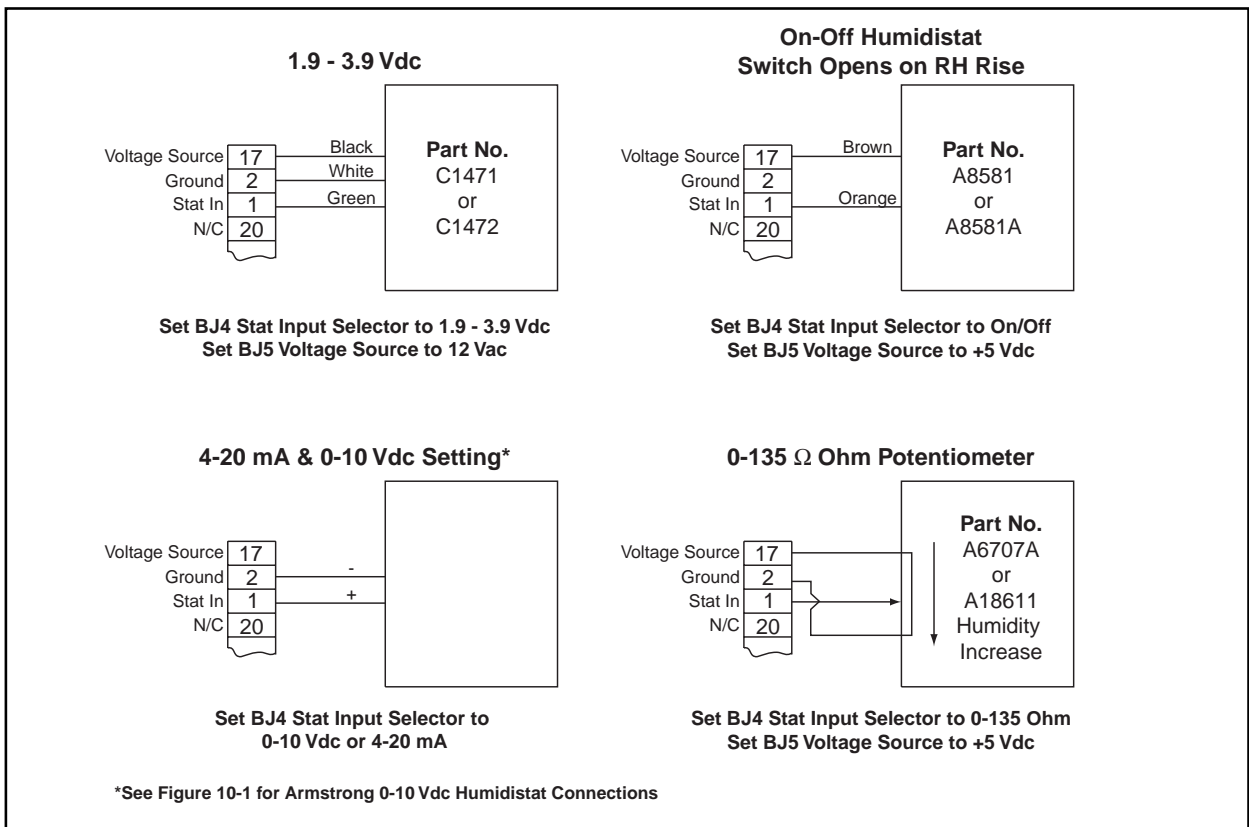 1.9 - 3.9 Vdc
Voltage Source 17 Black
Ground 2 White
Stat In 1 Green
N/C 20
Part No.
C1471
or
C1472
Set BJ4 Stat Input Selector to 1.9 - 3.9 Vdc
Set BJ5 Voltage Source to 12 Vac
On-Off Humidistat
Switch Opens on RH Rise
Voltage Source 17 Brown
Ground 2
Stat In 1 Orange
N/C 20
Part No.
A8581
or
A8581A
Set BJ4 Stat Input Selector to On/Off
Set BJ5 Voltage Source to +5 Vdc
4-20 mA & 0-10 Vdc Setting*
Voltage Source 17
Ground 2 -
Stat In 1 +
N/C 20
Set BJ4 Stat Input Selector to
0-10 Vdc or 4-20 mA
0-135 Ω Ohm Potentiometer
Voltage Source 17
Ground 2
Stat In 1
N/C 20
Part No.
A6707A
or
A18611
Humidity
Increase
Set BJ4 Stat Input Selector to 0-135 Ohm
Set BJ5 Voltage Source to +5 Vdc
*See Figure 10-1 for Armstrong 0-10 Vdc Humidistat Connections